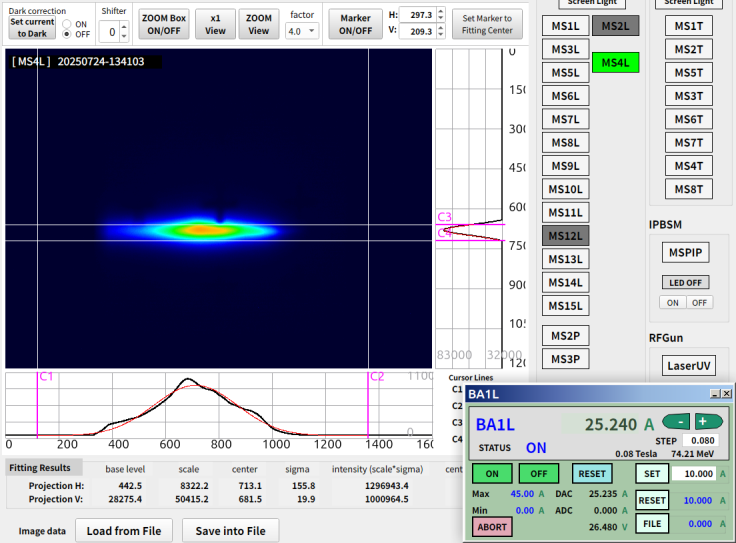 Dark correction
Set current to Dark
ON
OFF
Shifter
0
ZOOM Box ON/OFF
x1 View
ZOOM View
factor
4.0
Marker ON/OFF
H: 297.3
V: 209.3
Set Marker to Fitting Center
[ MS4L ] 20250724-134103
0
300
450
600
750
C3
83000
32000
C1
C2
1100
0
0 200 400 600 800 1000 1200 1400
Cursor Lines
C1
C2
C3
C4
Fitting Results base level scale center sigma intensity (scale*sigma)
Projection H: 442.5 8322.2 713.1 155.8 1296943.4
Projection V: 28275.4 50415.2 681.5 19.9 1000964.5
Image data
Load from File
Save into File
Screen Light
MS1L MS2L
MS3L
MS4L
MS5L
MS6L
MS7L
MS8L
MS9L
MS10L
MS11L
MS12L
MS13L
MS14L
MS15L
MS2P
MS3P
Screen Light
MS1T
MS2T
MS5T
MS3T
MS6T
MS7T
MS4T
MS8T
IPBSM
MSPIP
LED OFF
ON OFF
RFGun
LaserUV
BA1L
BA1L 25.240 A - +
STATUS ON
STEP 0.080
0.08 Tesla 74.21 MeV
ON OFF RESET SET 10.000 A
Max 45.00 A DAC 25.235 A
RESET 10.000 A
Min 0.00 A ADC 0.000 A
ABORT 26.480 V
FILE 0.000 A